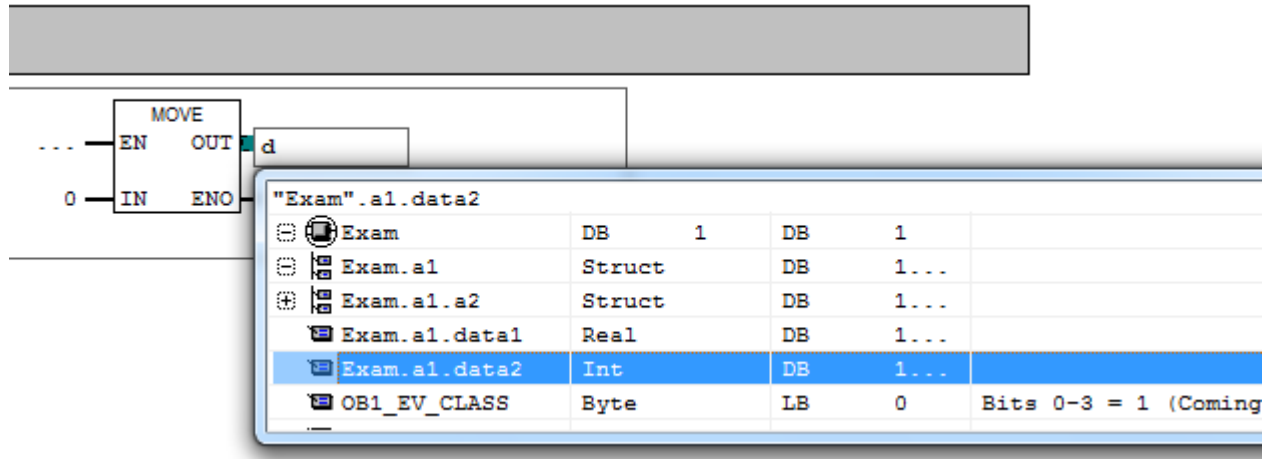 MOVE
... EN OUT d
0 IN ENO
"Exam".a1.data2
Exam DB 1 DB 1
Exam.a1 Struct DB 1...
Exam.a1.a2 Struct DB 1...
Exam.a1.data1 Real DB 1...
Exam.a1.data2 Int DB 1...
OB1_EV_CLASS Byte LB 0 Bits 0-3 = 1 (Coming